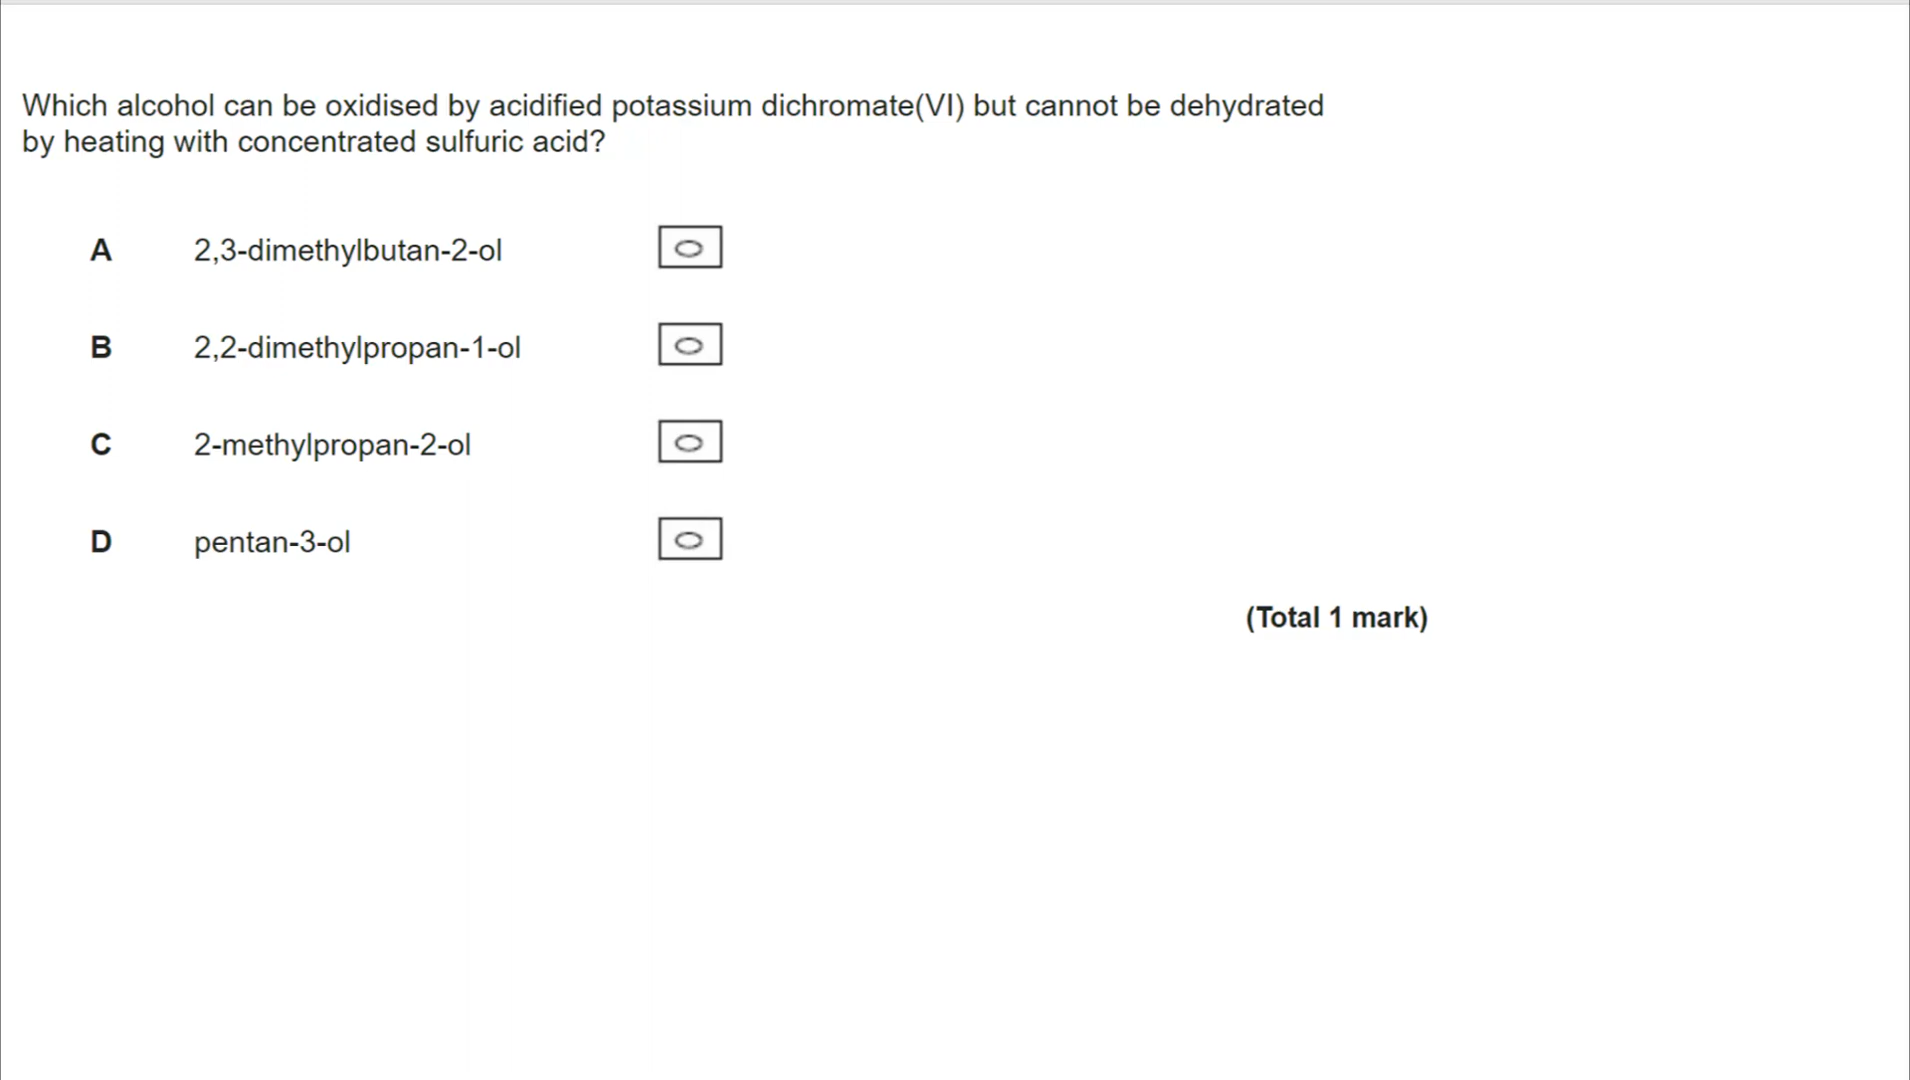 Which alcohol can be oxidised by acidified potassium dichromate(VI) but cannot be dehydrated
by heating with concentrated sulfuric acid?
A 2,3-dimethylbutan-2-ol
B 2,2-dimethylpropan-1-ol
C 2-methylpropan-2-ol
D pentan-3-ol
(Total 1 mark)